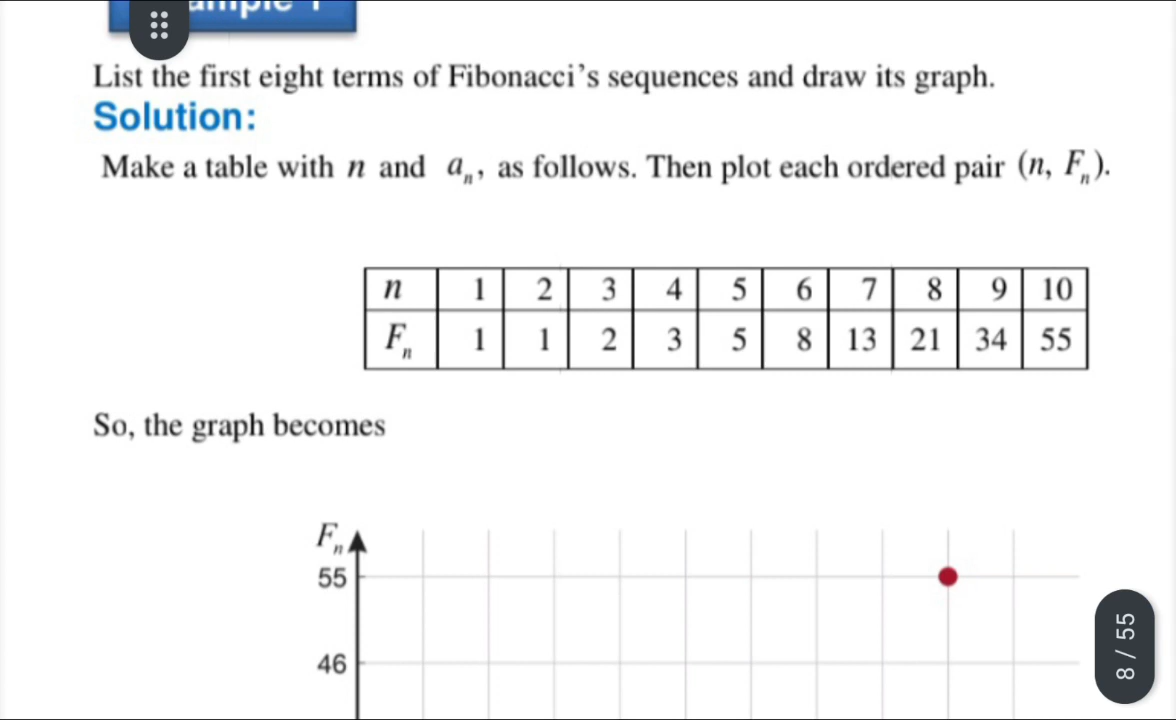 List the first eight terms of Fibonacci’s sequences and draw its graph.
Solution:
Make a table with n and aₙ, as follows. Then plot each ordered pair (n, Fₙ).
n 1 2 3 4 5 6 7 8 9 10
Fₙ 1 1 2 3 5 8 13 21 34 55
So, the graph becomes
Fₙ
55
46
8 / 55